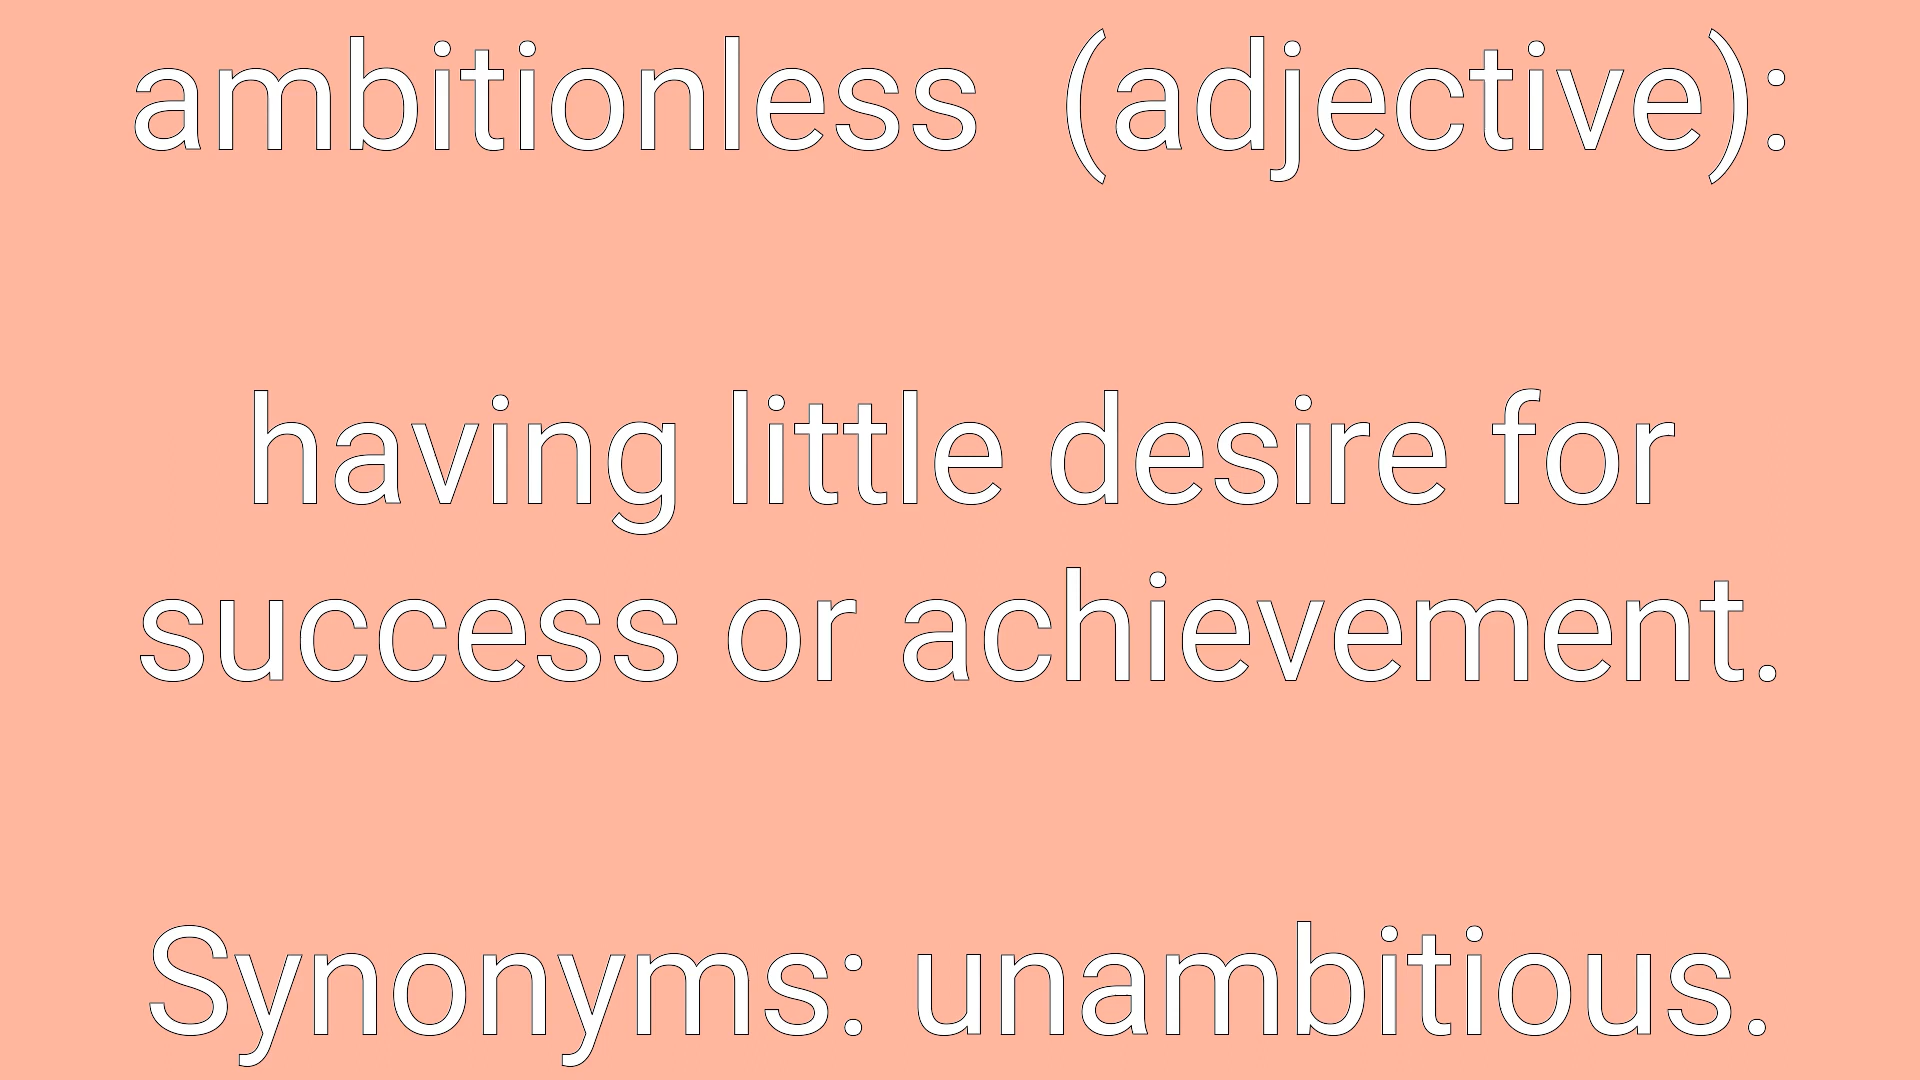 ambitionless  (adjective):
having little desire for
success or achievement.
Synonyms: unambitious.